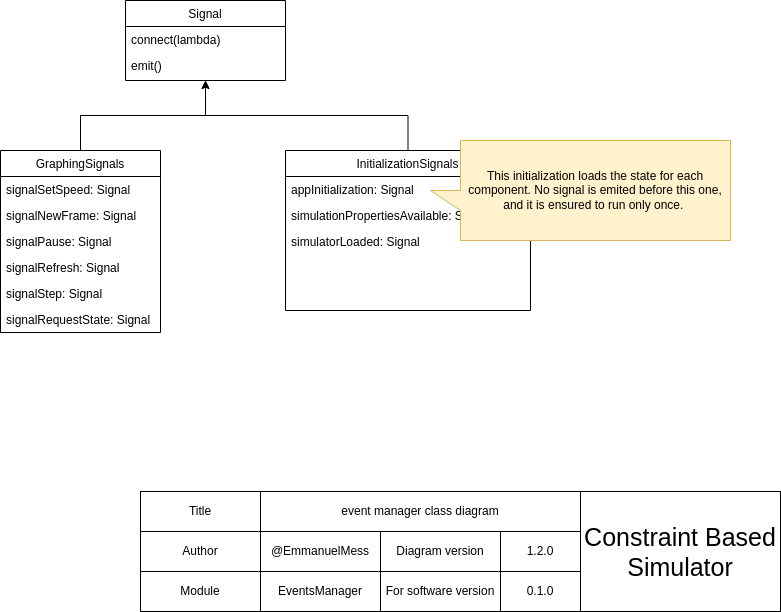 Signal
connect(lambda)
emit()
GraphingSignals
signalSetSpeed: Signal
signalNewFrame: Signal
signalPause: Signal
signalRefresh: Signal
signalStep: Signal
signalRequestState: Signal
InitializationSignals
appInitialization: Signal
simulationPropertiesAvailable:
simulatorLoaded: Signal
This initialization loads the state for each
component. No signal is emited before this one,
and it is ensured to run only once.
Title
event manager class diagram
Author
@EmmanuelMess
Diagram version
1.2.0
Module
EventsManager
For software version
0.1.0
Constraint Based
Simulator